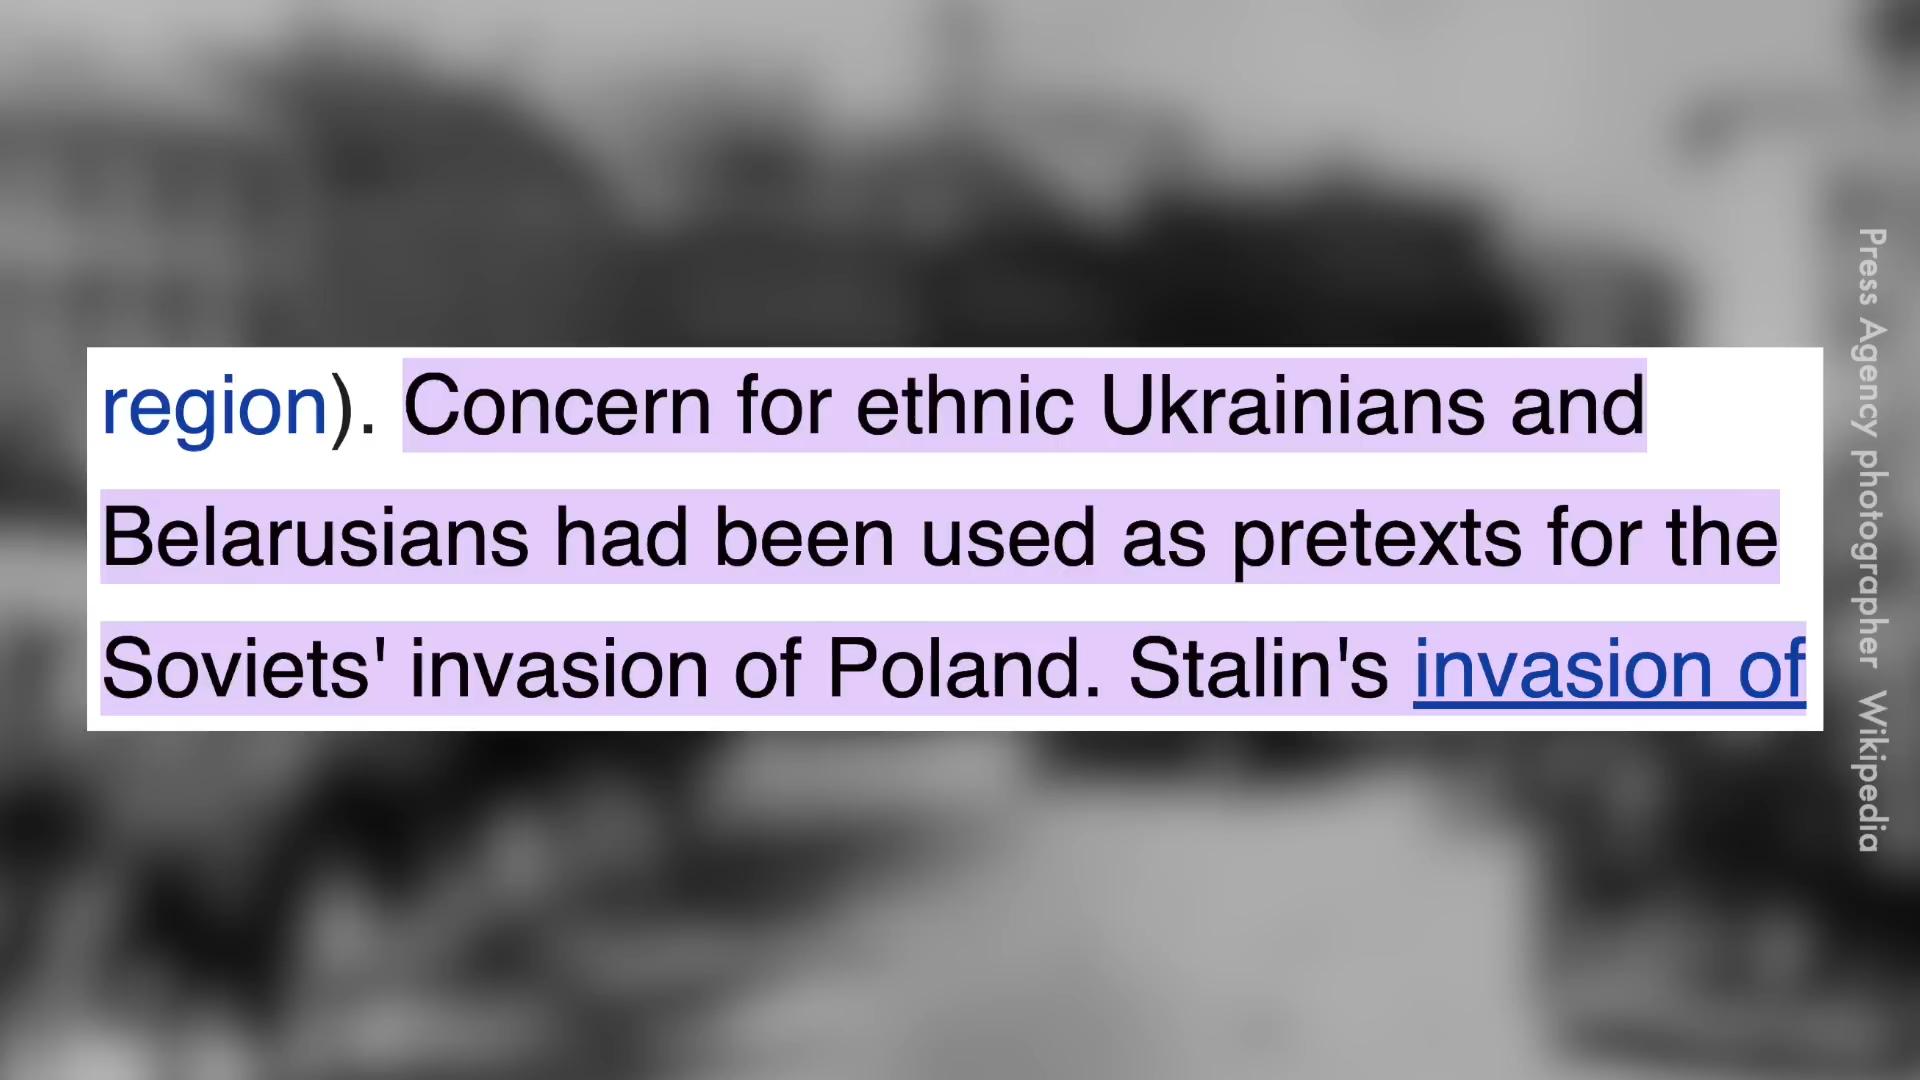 region). Concern for ethnic Ukrainians and
Belarusians had been used as pretexts for the
Soviets' invasion of Poland. Stalin's invasion of
Press Agency photographer Wikipedia